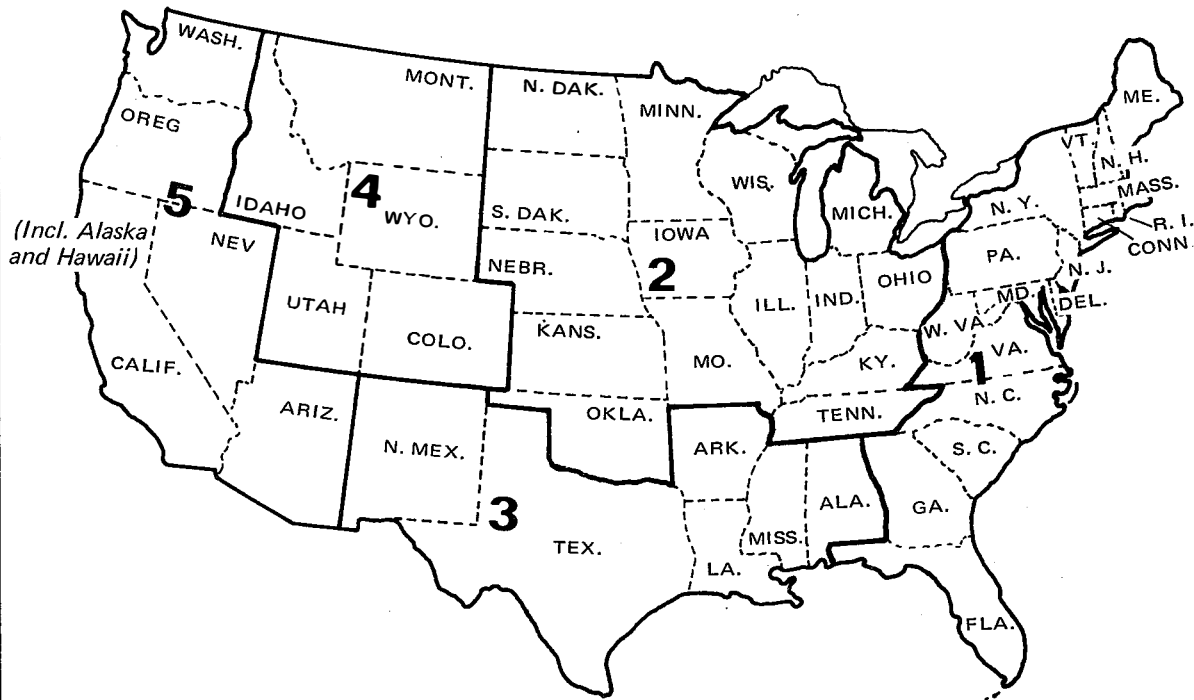 WASH.
MONT.
N. DAK.
MINN.
ME.
OREG
VT.
N. H.
5
4
IDAHO
WYO.
S. DAK.
WIS.
MICH.
N. Y.
MASS.
R. I.
CONN.
(Incl. Alaska
and Hawaii)
NEV
IOWA
NEBR.
2
PA.
N. J.
OHIO
UTAH
ILL.
IND.
MD.
DEL.
COLO.
KANS.
W. VA
VA.
CALIF.
MO.
KY.
1
N. C.
ARIZ.
OKLA.
TENN.
N. MEX.
ARK.
S. C.
3
ALA.
GA.
TEX.
MISS.
LA.
FLA.